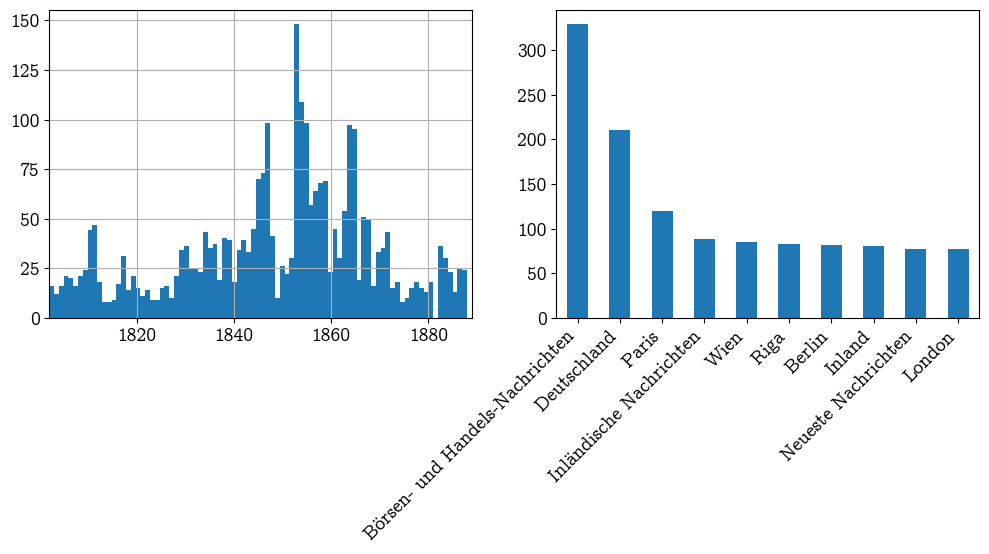 150
125
100
75
50
25
0
1820 1840 1860 1880
300
250
200
150
100
50
0
Börsen- und Handels-Nachrichten
Deutschland
Paris
Inländische Nachrichten
Wien
Riga
Berlin
Inland
Neueste Nachrichten
London